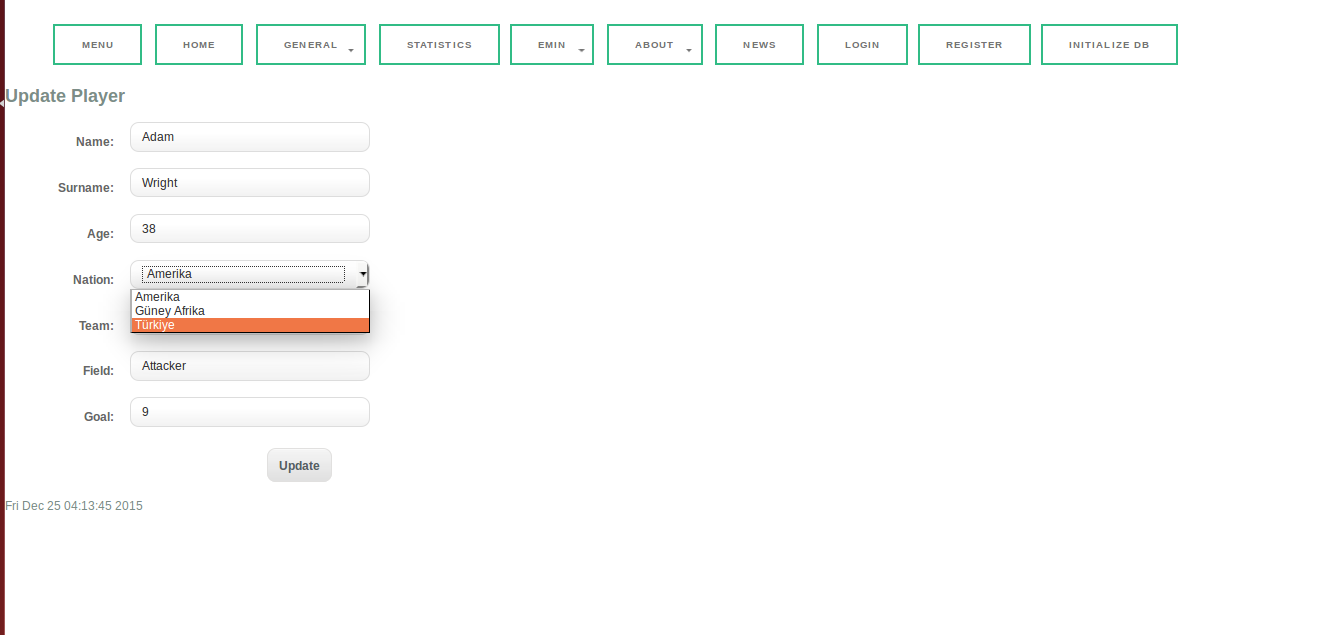 MENU HOME GENERAL STATISTICS EMIN ABOUT NEWS LOGIN REGISTER INITIALIZE DB
Update Player
Name: Adam
Surname: Wright
Age: 38
Nation: Amerika
Amerika
Güney Afrika
Team:
Türkiye
Field: Attacker
Goal: 9
Update
Fri Dec 25 04:13:45 2015